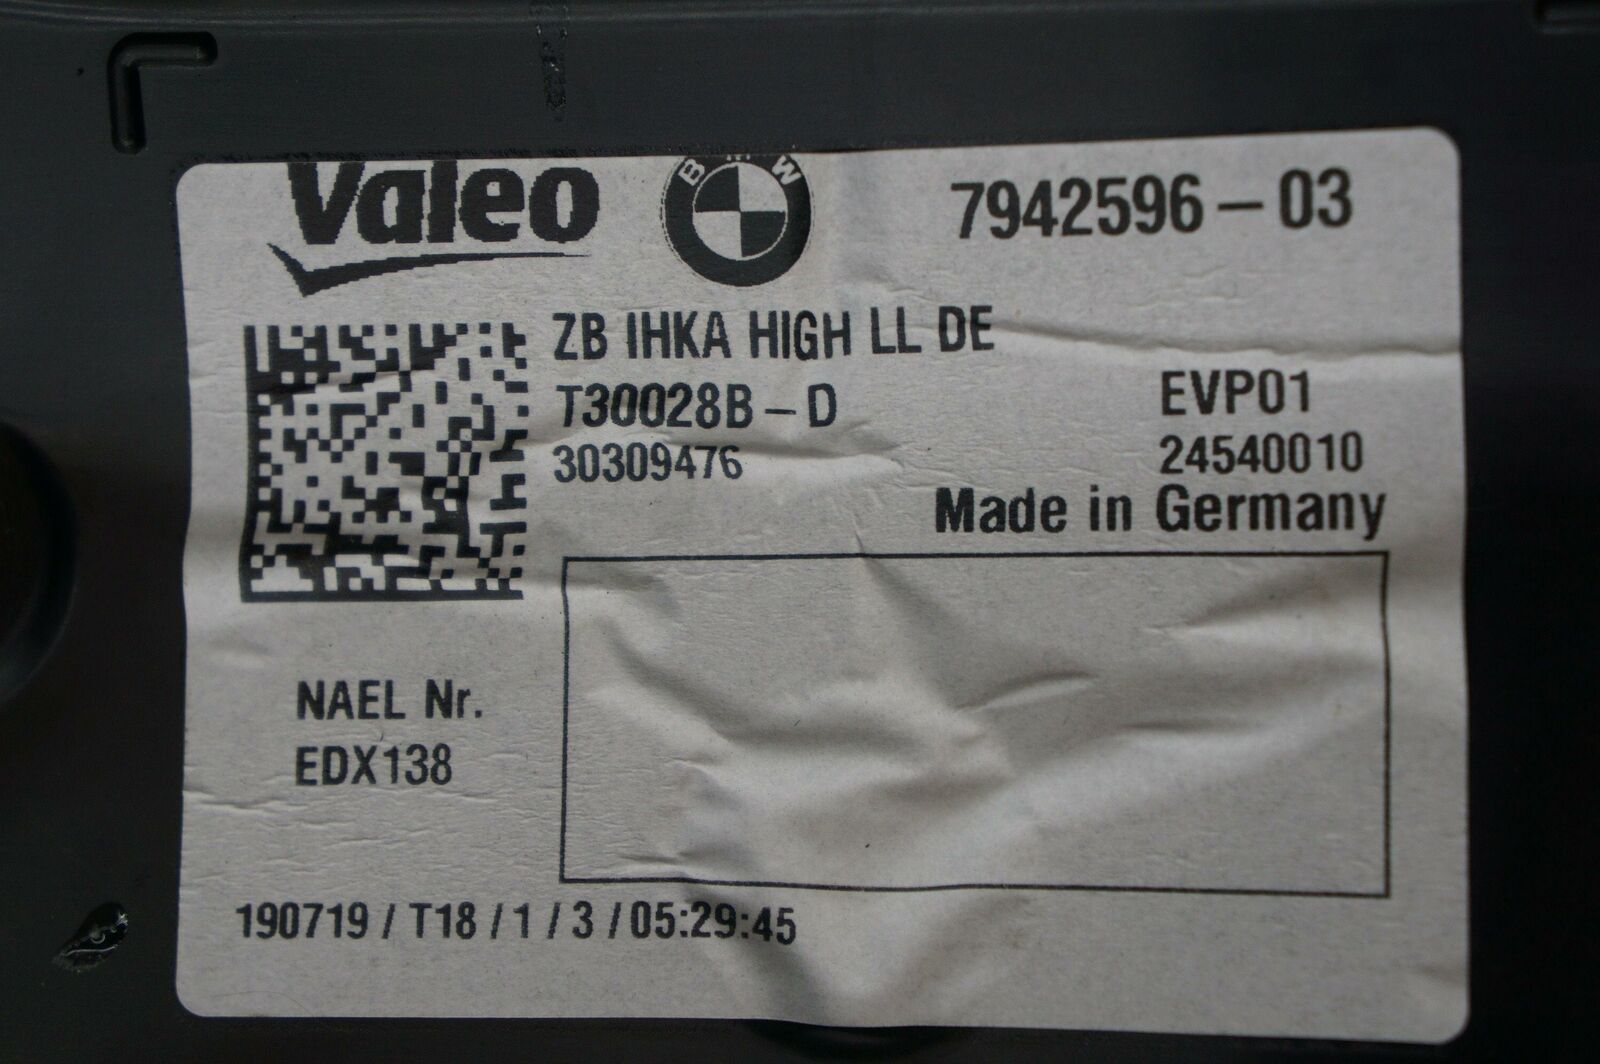 Valeo BMW 7942596-03
ZB IHKA HIGH LL DE
T30028B-D EVP01
30309476 24540010
Made in Germany
NAEL Nr.
EDX138
190719/T18/1/3/05:29:45